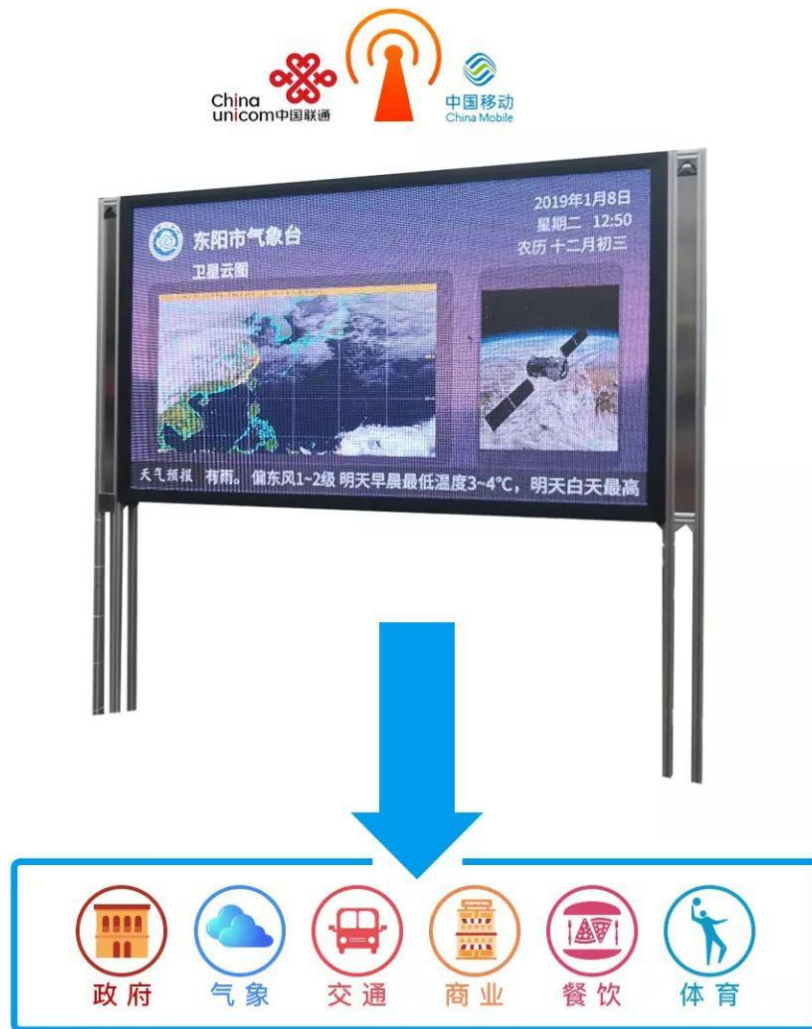 China
unicom中国联通
中国移动
China Mobile
2019年1月8日
星期二 12:50
农历 十二月初三
东阳市气象台
卫星云图
天气预报 有雨。 偏东风1~2级 明天早晨最低温度3~4℃，明天白天最高
政府
气象
交通
商业
餐饮
体育